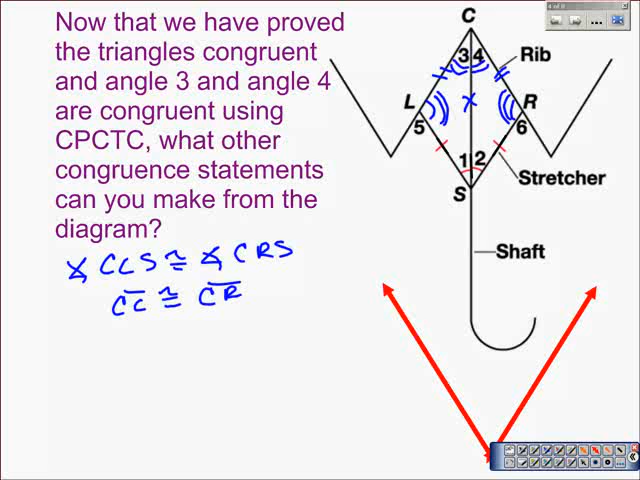 Now that we have proved
the triangles congruent
and angle 3 and angle 4
are congruent using
CPCTC, what other
congruence statements
can you make from the
diagram?
∡ CLS ≅ ∡ CRS
CL ≅ CR
C
3 4
Rib
L
R
5
6
1 2
Stretcher
S
Shaft